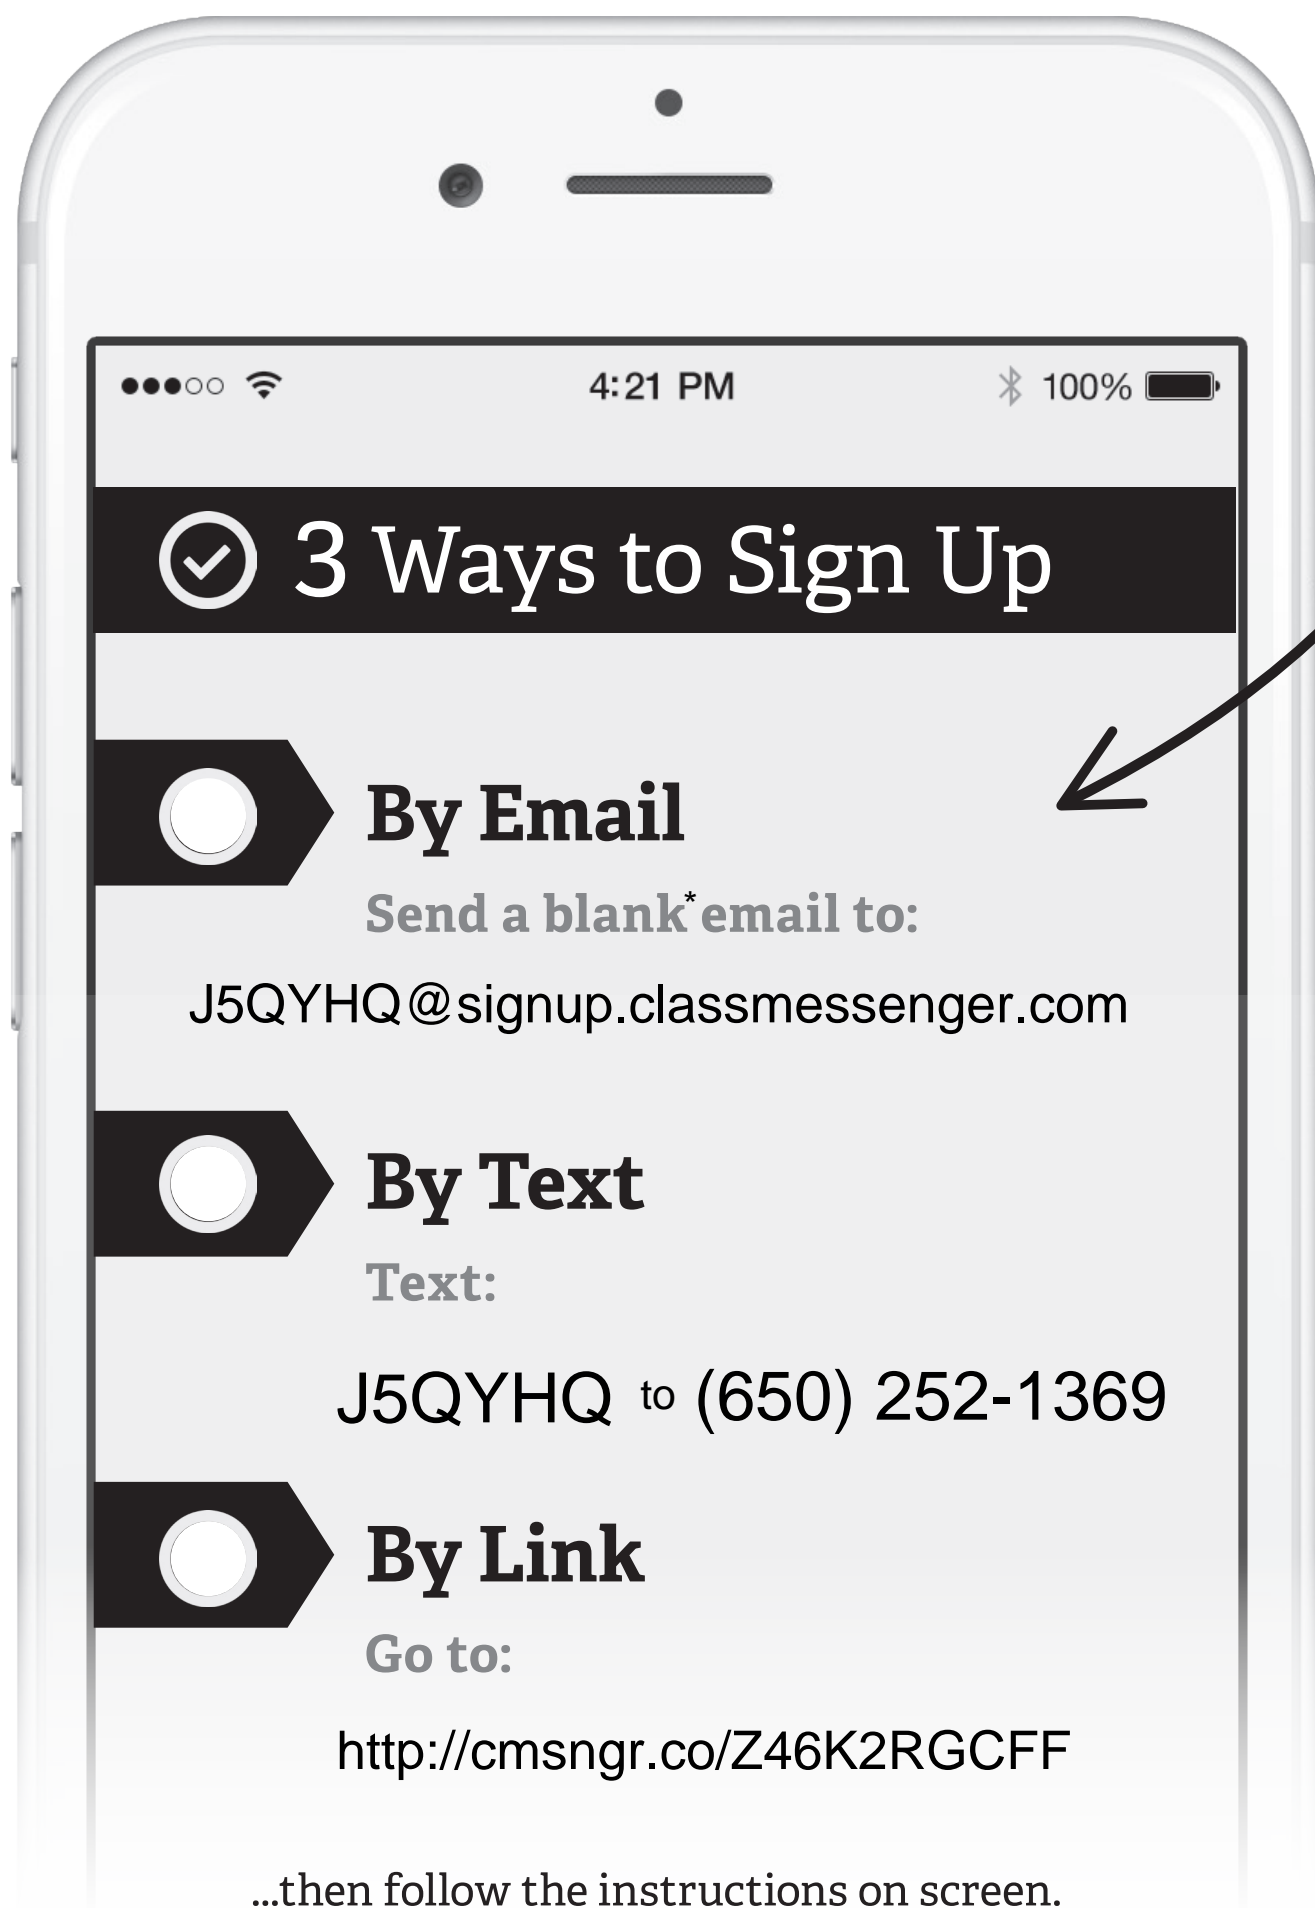 4:21 PM 100%
3 Ways to Sign Up
By Email
Send a blank* email to:
J5QYHQ@signup.classmessenger.com
By Text
Text:
J5QYHQ to (650) 252-1369
By Link
Go to:
http://cmsngr.co/Z46K2RGCFF
...then follow the instructions on screen.